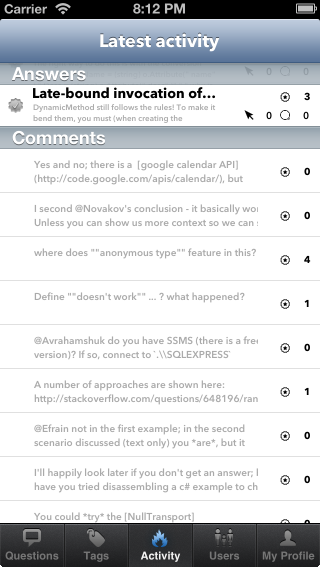 Carrier 8:12 PM
Latest activity
0 0
Answers
Late-bound invocation of... 3
DynamicMethod still follows the rules! To make it
bend them, you must (when creating the 0 0
Comments
Yes and no; there is a [google calendar API]
(http://code.google.com/apis/calendar/), but 0
I second @Novakov's conclusion - it basically wor
Unless you can show us more context so we can s 0
where does ""anonymous type"" feature in this? 4
Define ""doesn't work"" ... ? what happened? 1
@Avrahamshuk do you have SSMS (there is a free
version)? If so, connect to `.\\SQLEXPRESS` 0
A number of approaches are shown here:
http://stackoverflow.com/questions/648196/ran 1
@Efrain not in the first example; in the second
scenario discussed (text only) you *are*, but it 0
I'll happily look later if you don't get an answer; l
have you tried disassembling a c# example to ch 0
You could *try* the [NullTransport]
0
Questions Tags Activity Users My Profile